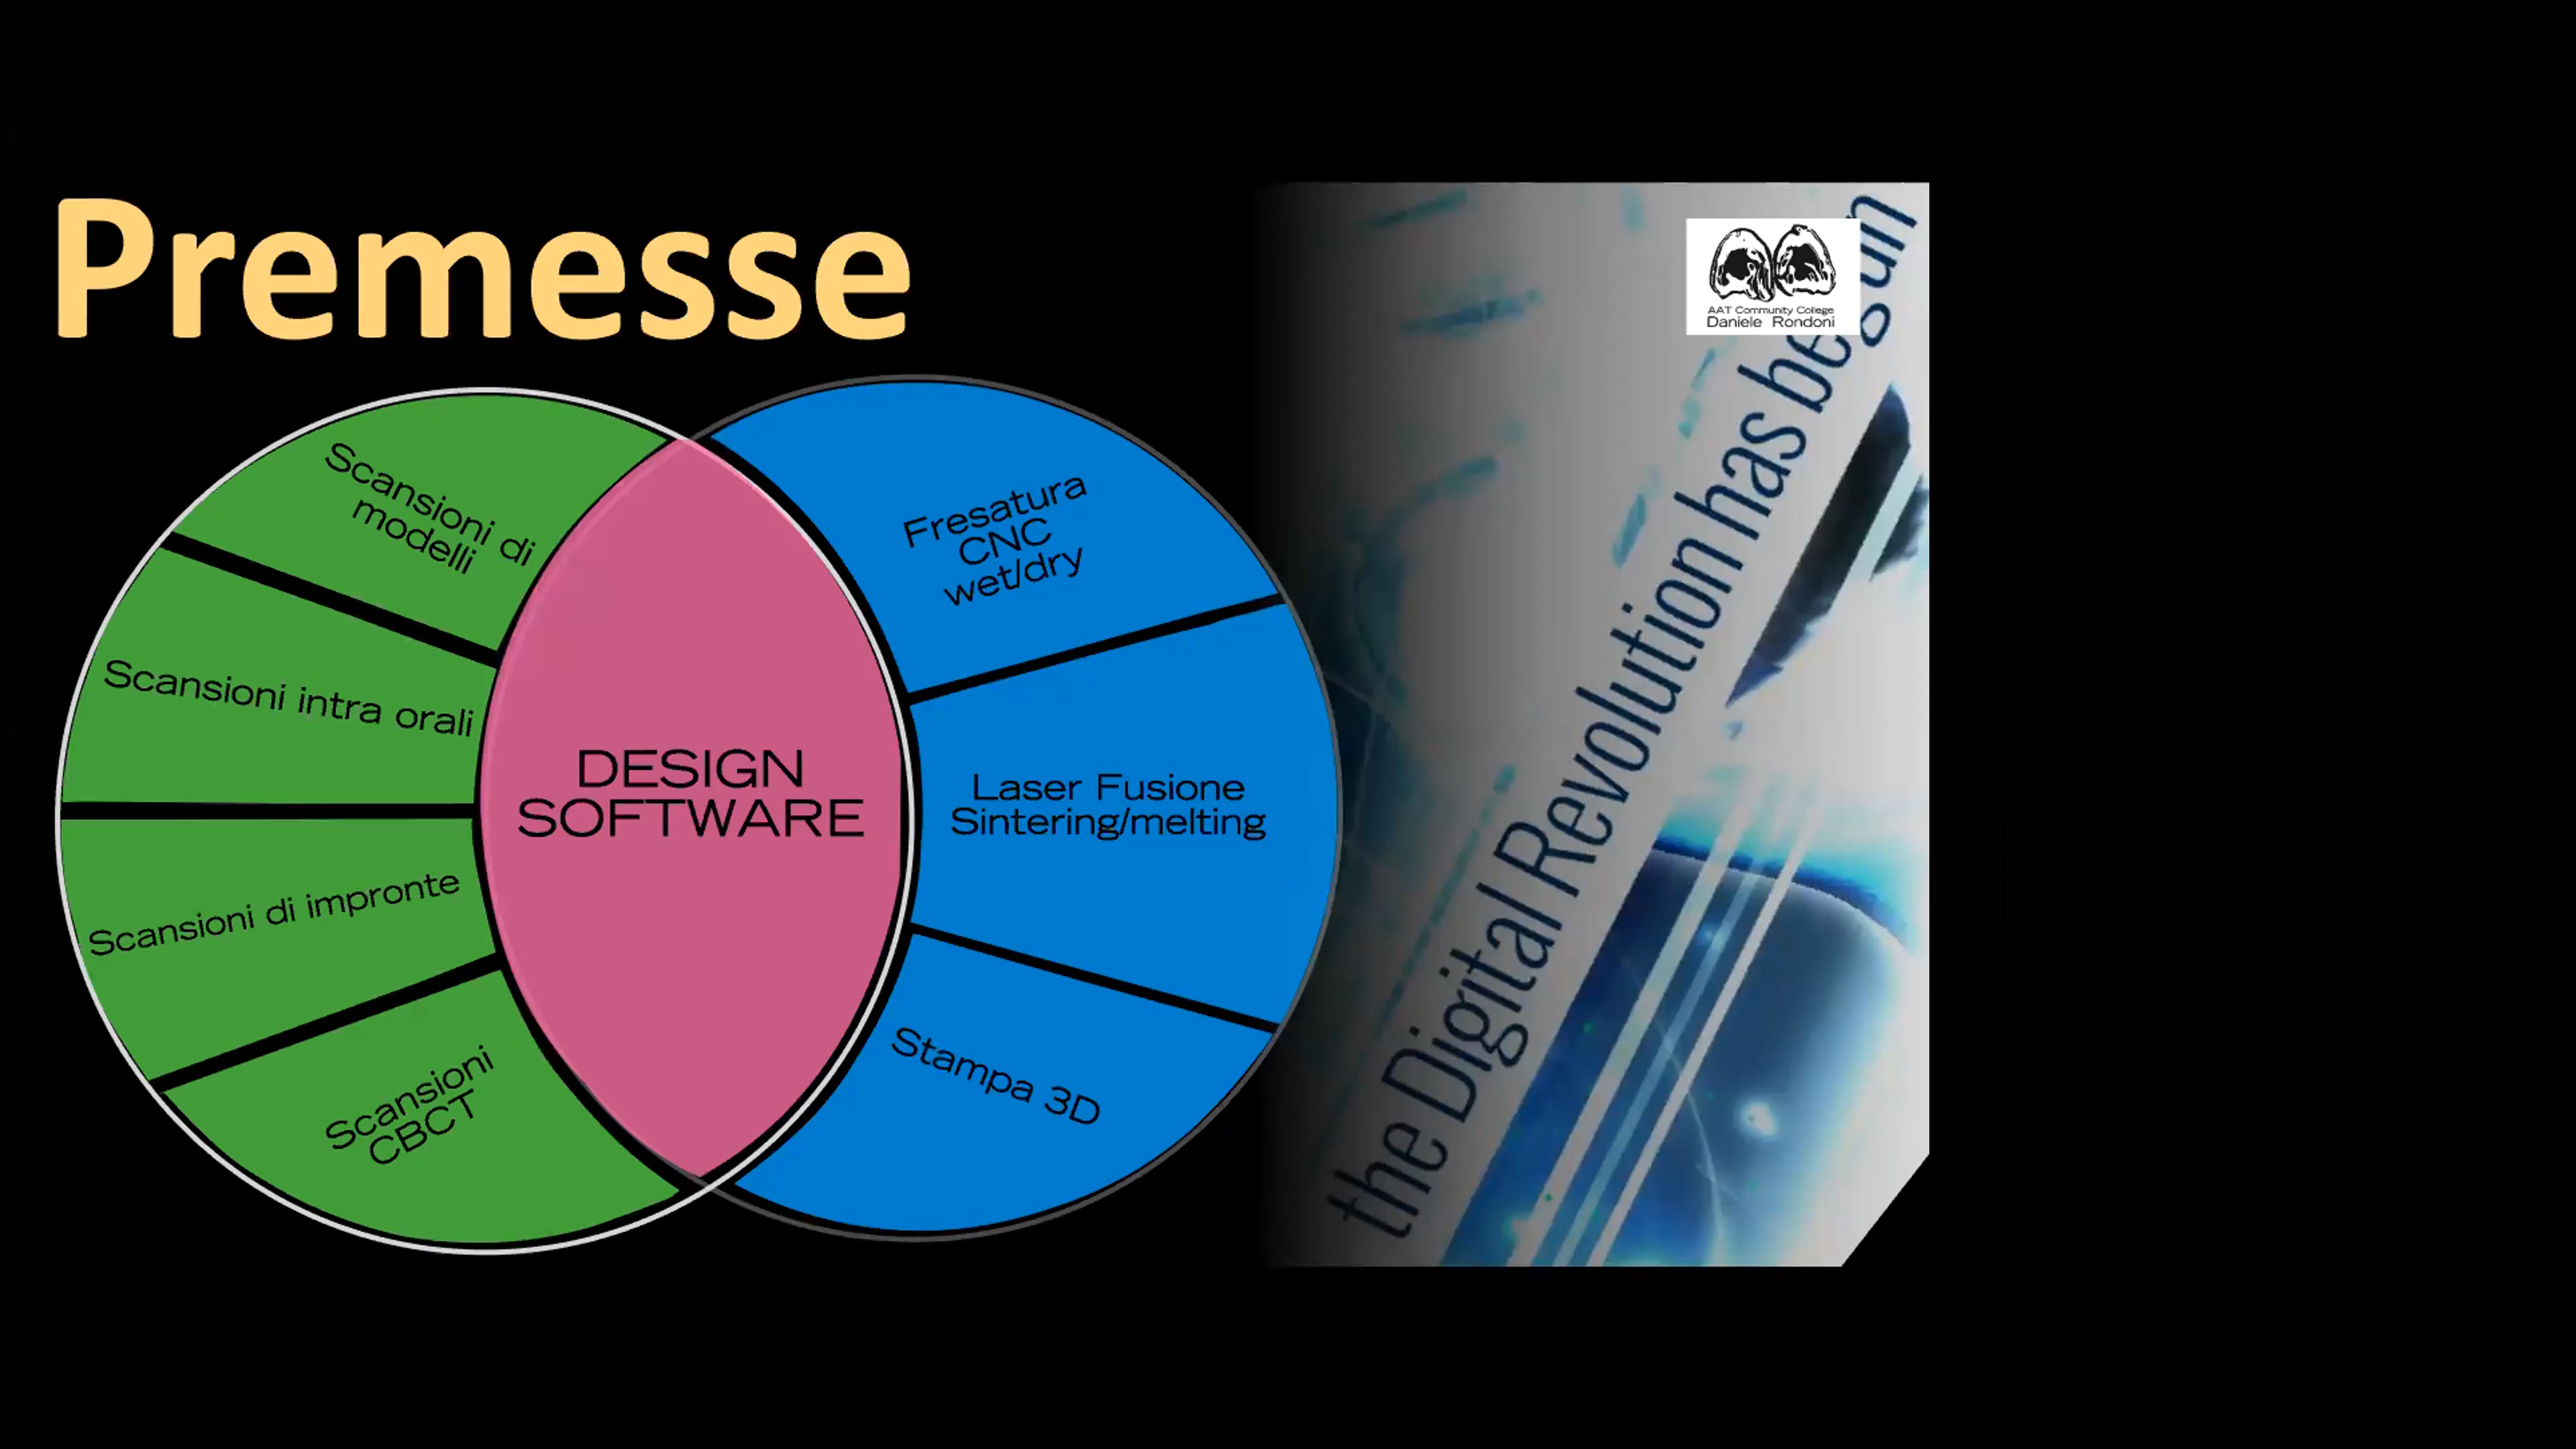 Premesse
Scansioni di
modelli
Scansioni intra orali
Scansioni di impronte
Scansioni
CBCT
DESIGN
SOFTWARE
Fresatura
CNC
wet/dry
Laser Fusione
Sintering/melting
Stampa 3D
the Digital Revolution has begun
AAT Community College
Daniele Rondoni